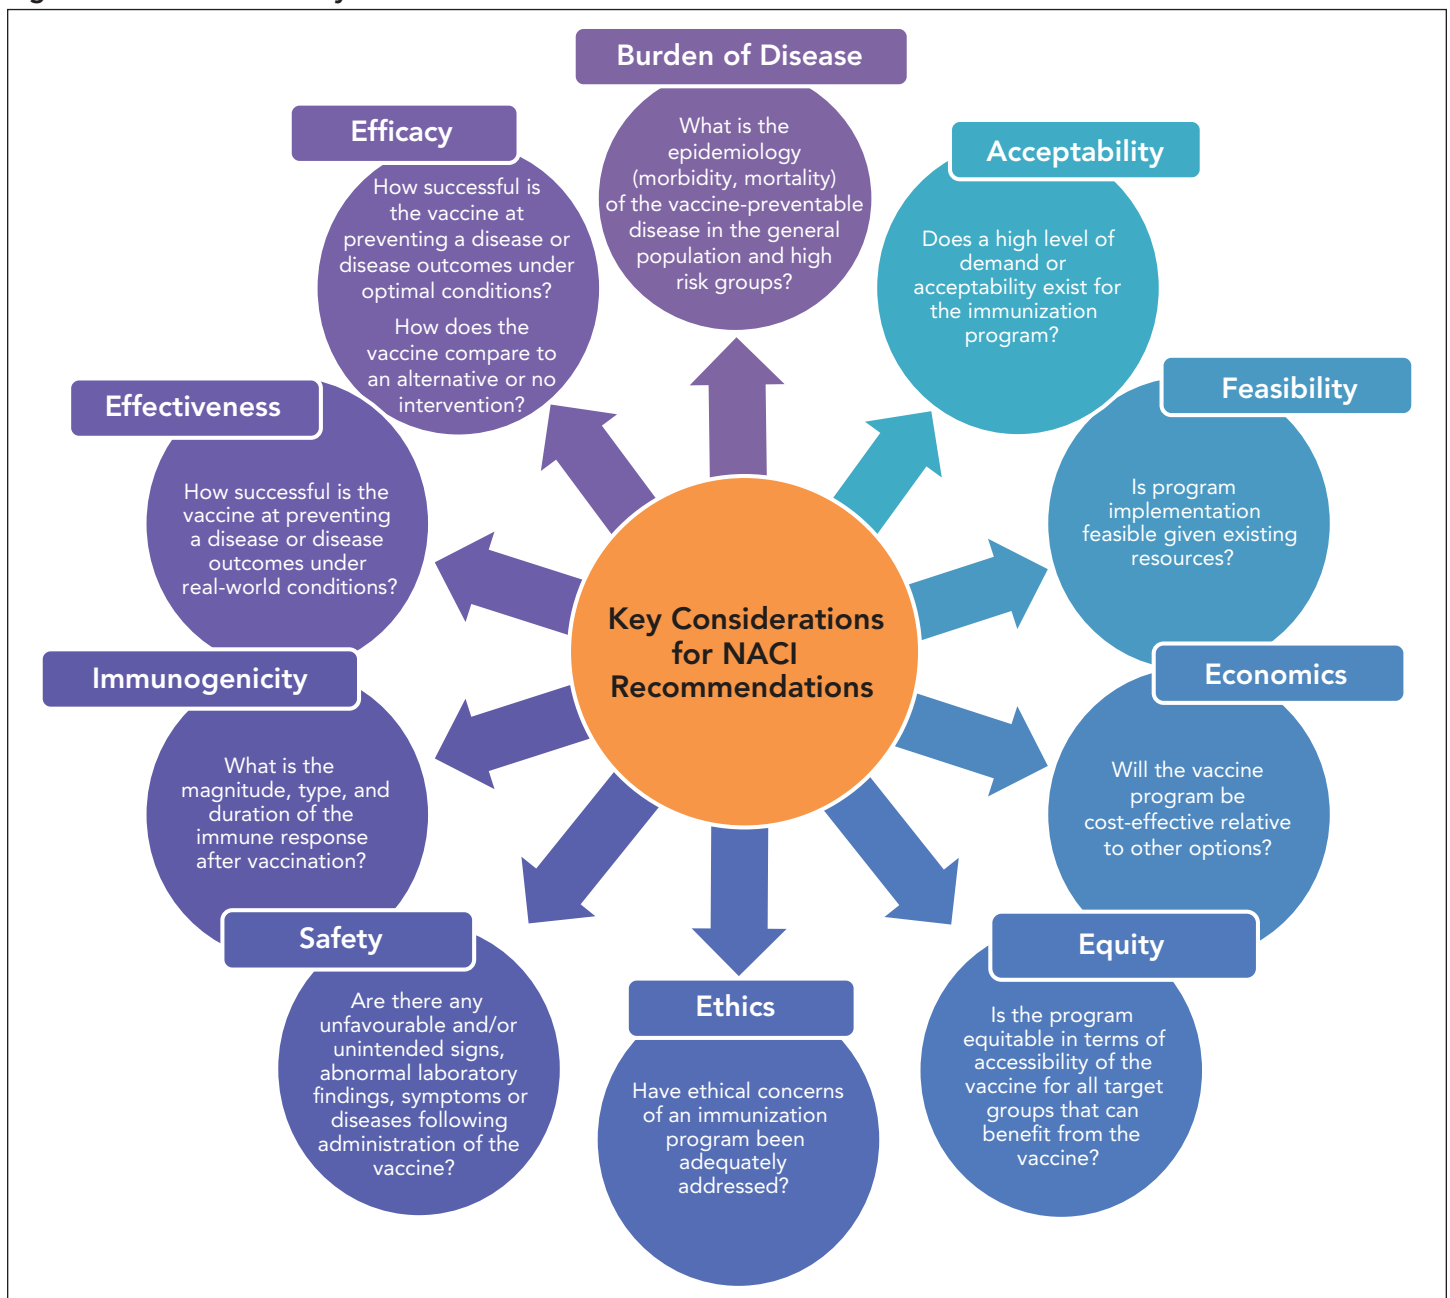 Burden of Disease
What is the
epidemiology
(morbidity, mortality)
of the vaccine-preventable
disease in the general
population and high
risk groups?
Acceptability
Does a high level of
demand or
acceptability exist for
the immunization
program?
Feasibility
Is program
implementation
feasible given existing
resources?
Economics
Will the vaccine
program be
cost-effective relative
to other options?
Equity
Is the program
equitable in terms of
accessibility of the
vaccine for all target
groups that can
benefit from the
vaccine?
Ethics
Have ethical concerns
of an immunization
program been
adequately
addressed?
Safety
Are there any
unfavourable and/or
unintended signs,
abnormal laboratory
findings, symptoms or
diseases following
administration of the
vaccine?
Immunogenicity
What is the
magnitude, type, and
duration of the
immune response
after vaccination?
Effectiveness
How successful is the
vaccine at preventing
a disease or disease
outcomes under
real-world conditions?
Efficacy
How successful is
the vaccine at
preventing a disease or
disease outcomes under
optimal conditions?
How does the
vaccine compare to
an alternative or no
intervention?
Key Considerations
for NACI
Recommendations